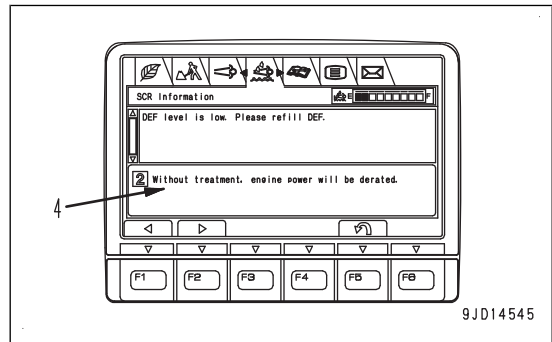 SCR Information
E F
DEF level is low. Please refill DEF.
2 Without treatment, engine power will be derated.
4
F1 F2 F3 F4 F5 F6
9JD14545